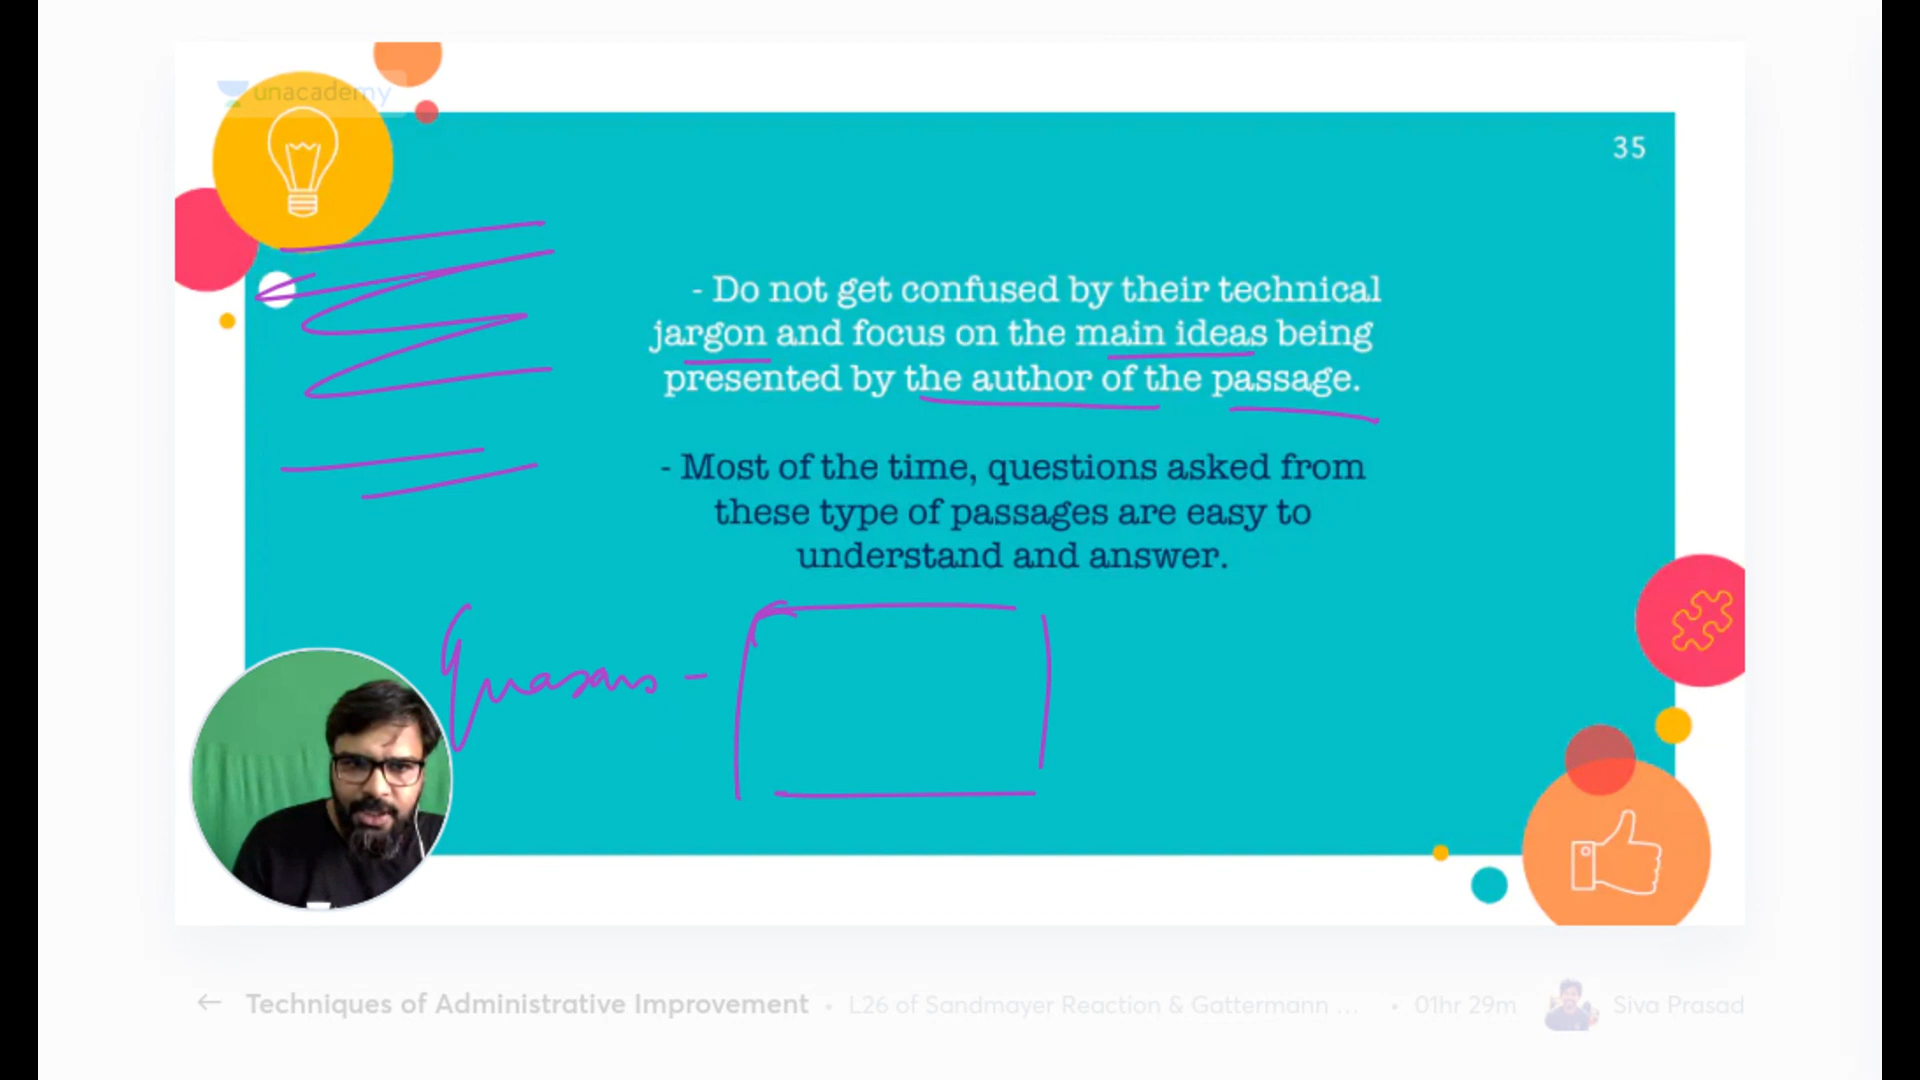 unacademy
35
- Do not get confused by their technical
jargon and focus on the main ideas being
presented by the author of the passage.
- Most of the time, questions asked from
these type of passages are easy to
understand and answer.
Quasars -
← Techniques of Administrative Improvement • L26 of Sandmayer Reaction & Gattermann ... • 01hr 29m Siva Prasad